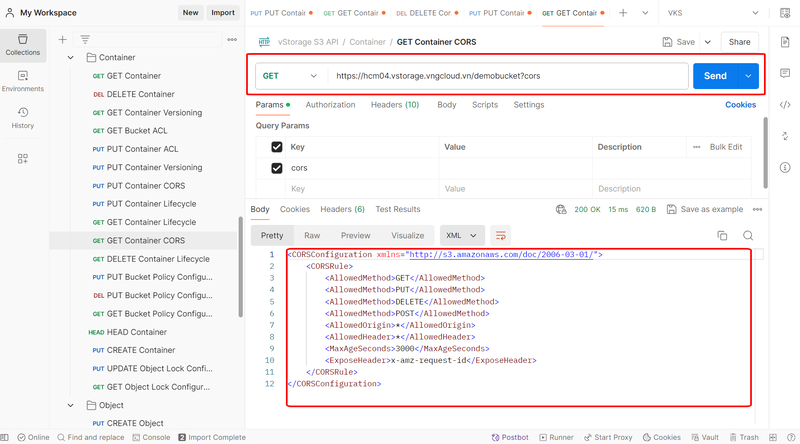 My Workspace
New
Import
PUT PUT Contain
GET GET Contain
DEL DELETE Cor
PUT PUT Contain
GET GET Contain
VKS
Collections
Environments
History
Container
GET GET Container
DEL DELETE Container
GET GET Container Versioning
GET GET Bucket ACL
PUT PUT Container ACL
PUT PUT Container Versioning
PUT PUT Container CORS
PUT PUT Container Lifecycle
GET GET Container Lifecycle
GET GET Container CORS
GET DELETE Container Lifecycle
PUT PUT Bucket Policy Configu...
DEL PUT Bucket Policy Configu...
GET GET Bucket Policy Configu...
HEAD HEAD Container
PUT CREATE Container
PUT UPDATE Object Lock Config...
GET GET Object Lock Configur...
Object
PUT CREATE Object
HTTP vStorage S3 API / Container / GET Container CORS
Save
Share
GET
https://hcm04.vstorage.vngcloud.vn/demobucket?cors
Send
Params
Authorization
Headers (10)
Body
Scripts
Settings
Cookies
Query Params
Key Value Description Bulk Edit
cors
Key Value Description
Body Cookies Headers (6) Test Results
200 OK 15 ms 620 B Save as example
Pretty Raw Preview Visualize XML
1 <CORSConfiguration xmlns="http://s3.amazonaws.com/doc/2006-03-01/">
2 <CORSRule>
3 <AllowedMethod>GET</AllowedMethod>
4 <AllowedMethod>PUT</AllowedMethod>
5 <AllowedMethod>DELETE</AllowedMethod>
6 <AllowedMethod>POST</AllowedMethod>
7 <AllowedOrigin>*</AllowedOrigin>
8 <AllowedHeader>*</AllowedHeader>
9 <MaxAgeSeconds>3000</MaxAgeSeconds>
10 <ExposeHeader>x-amz-request-id</ExposeHeader>
11 </CORSRule>
12 </CORSConfiguration>
Online Find and replace Console Import Complete
Postbot Runner Start Proxy Cookies Vault Trash